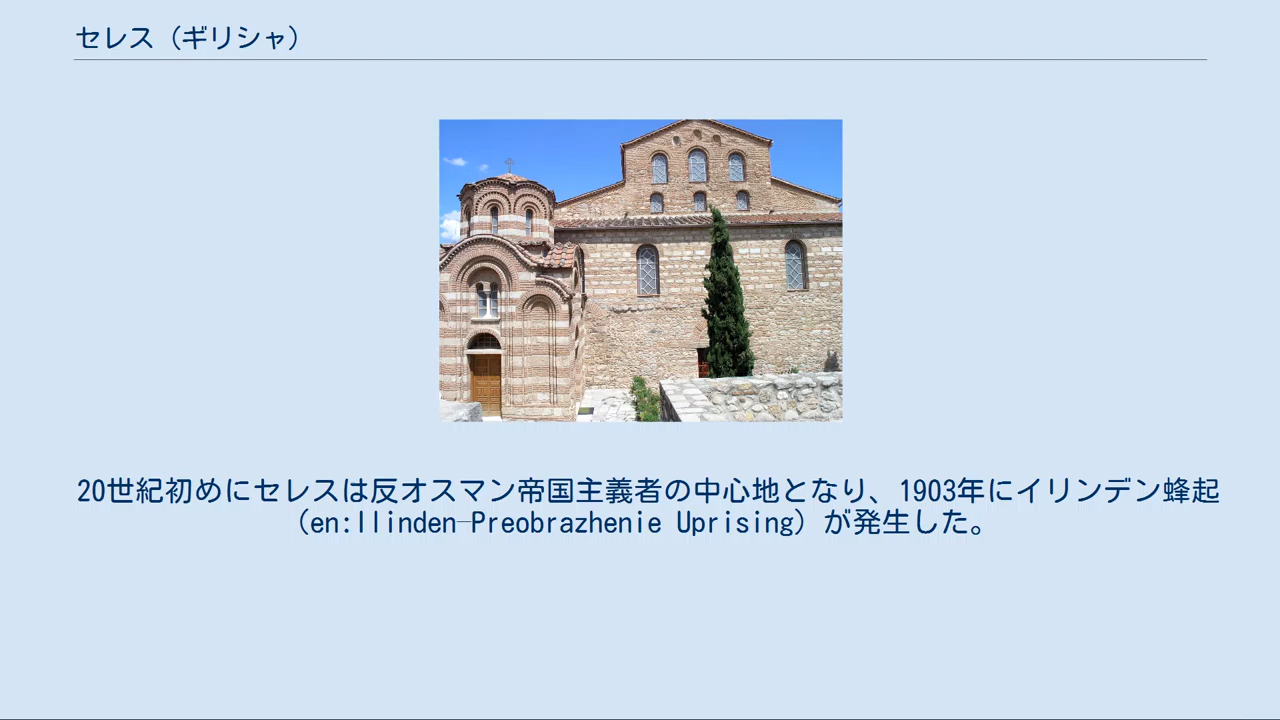 セレス（ギリシャ）
20世紀初めにセレスは反オスマン帝国主義者の中心地となり、1903年にイリンデン蜂起
（en:Ilinden–Preobrazhenie Uprising）が発生した。